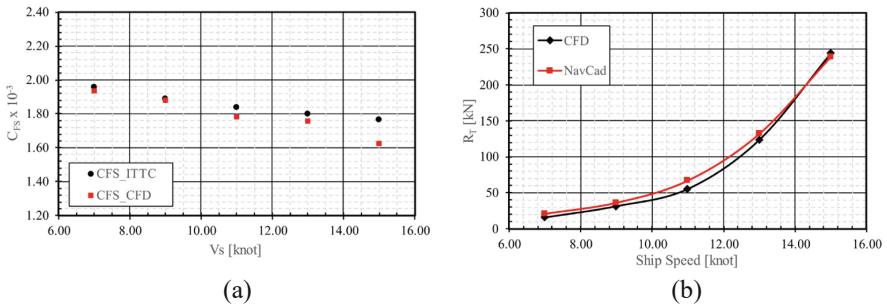 2.40
2.20
2.00
1.80
1.60
1.40
1.20
C_FS x 10^-3
CFS_ITTC
CFS_CFD
6.00 8.00 10.00 12.00 14.00 16.00
Vs [knot]
(a)
300
250
200
150
100
50
0
R_T [kN]
CFD
NavCad
6.00 8.00 10.00 12.00 14.00 16.00
Ship Speed [knot]
(b)